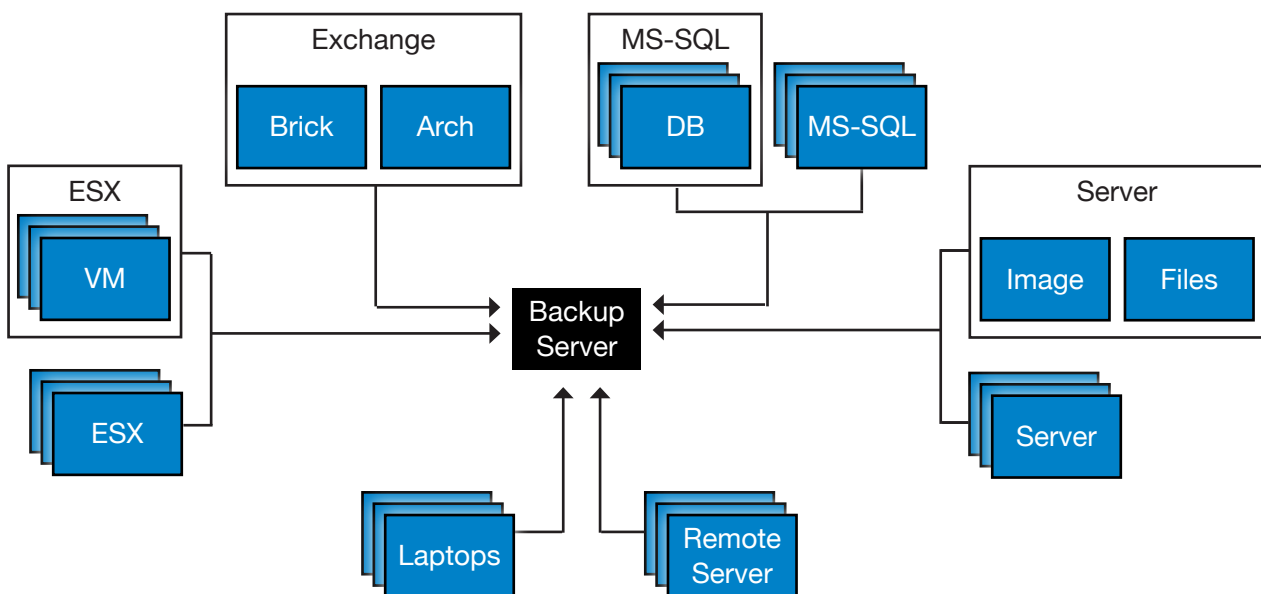 Exchange
Brick
Arch
MS-SQL
DB
MS-SQL
ESX
VM
ESX
Server
Image
Files
Server
Backup
Server
Laptops
Remote
Server